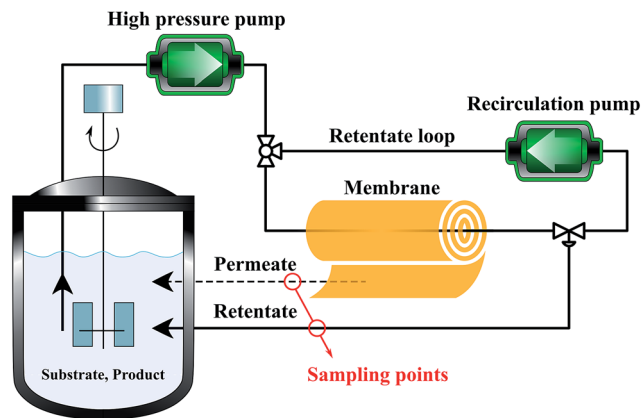 High pressure pump
Recirculation pump
Retentate loop
Membrane
Permeate
Retentate
Substrate, Product
Sampling points